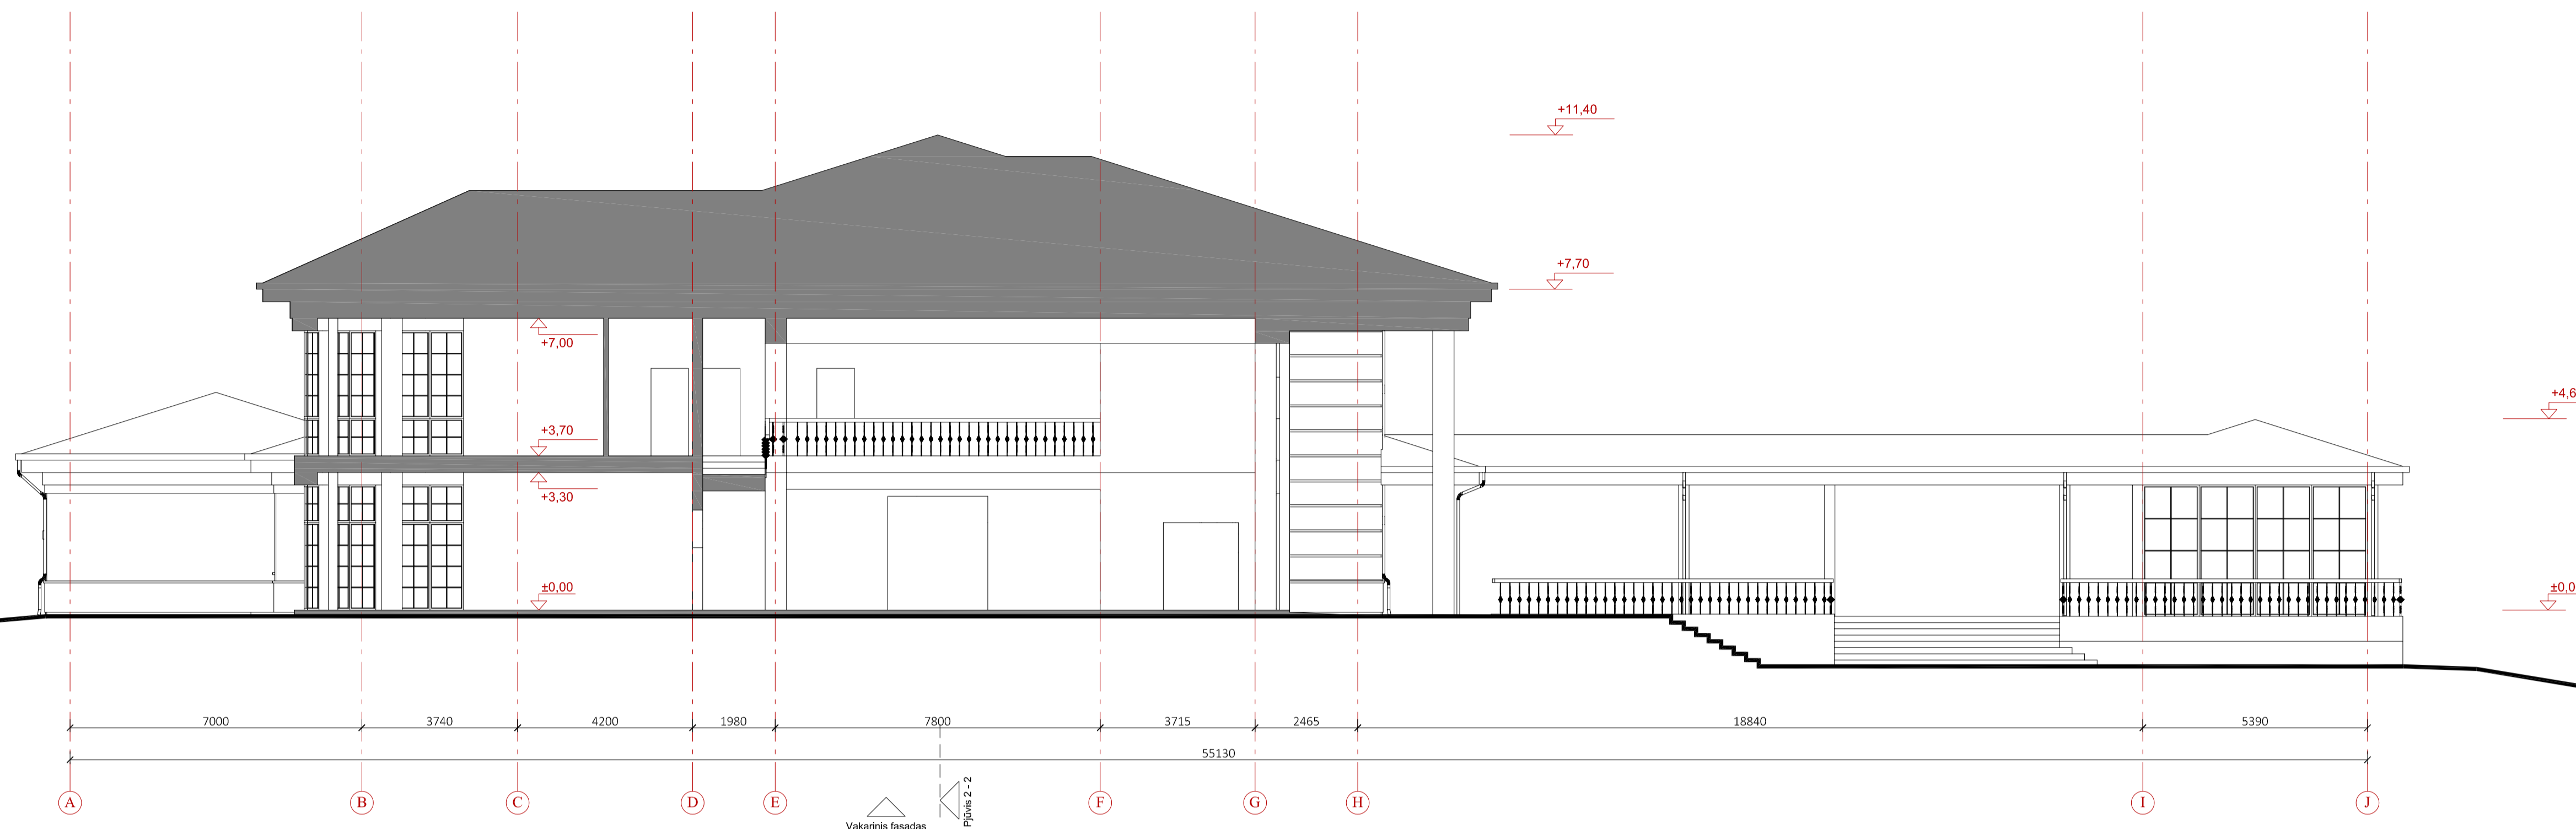 +11,40
+7,70
+7,00
+3,70
+3,30
±0,00
+4,6
±0,0
7000 3740 4200 1980 7800 3715 2465 18840 5390
55130
A B C D E F G H I J
Pjūvis 2 - 2
Vakarinis fasadas